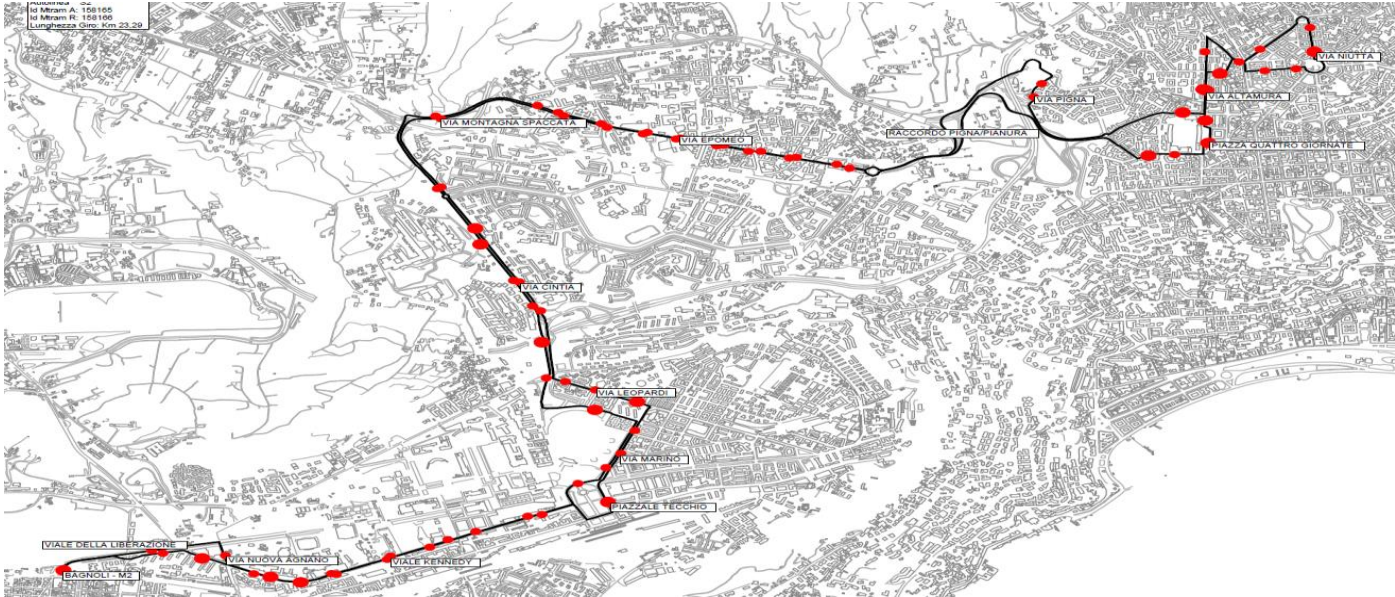 Autolinea S2
Id Mtram A: 158165
Id Mtram R: 158166
Lunghezza Giro: Km 23,29
VIA NIUTTA
VIA ALTAMURA
VIA PIGNA
VIA MONTAGNA SPACCATA
RACCORDO PIGNA/PIANURA
VIA EPOMEO
PIAZZA QUATTRO GIORNATE
VIA CINTIA
VIA LEOPARDI
VIA MARINO
PIAZZALE TECCHIO
VIALE DELLA LIBERAZIONE
VIA NUOVA AGNANO
VIALE KENNEDY
BAGNOLI - M2